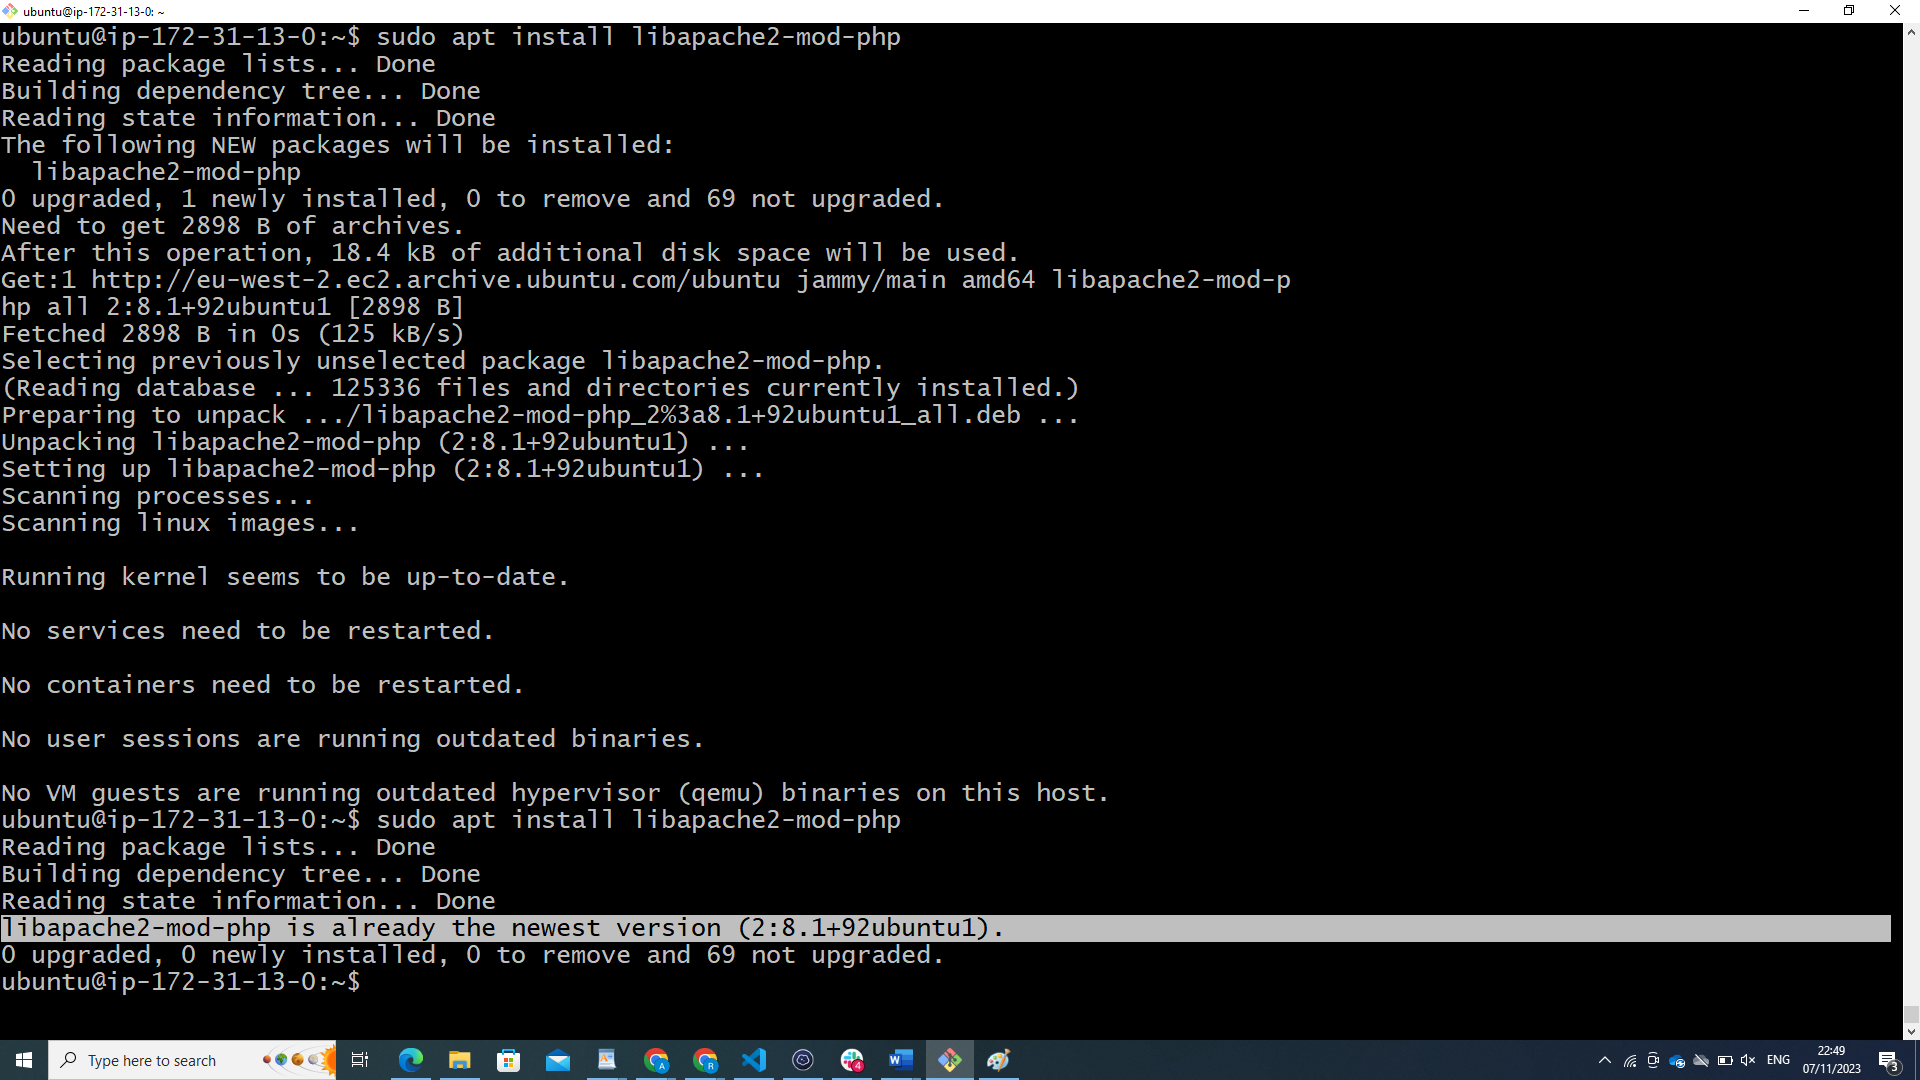 ubuntu@ip-172-31-13-0: ~
ubuntu@ip-172-31-13-0:~$ sudo apt install libapache2-mod-php
Reading package lists... Done
Building dependency tree... Done
Reading state information... Done
The following NEW packages will be installed:
  libapache2-mod-php
0 upgraded, 1 newly installed, 0 to remove and 69 not upgraded.
Need to get 2898 B of archives.
After this operation, 18.4 kB of additional disk space will be used.
Get:1 http://eu-west-2.ec2.archive.ubuntu.com/ubuntu jammy/main amd64 libapache2-mod-p
hp all 2:8.1+92ubuntu1 [2898 B]
Fetched 2898 B in 0s (125 kB/s)
Selecting previously unselected package libapache2-mod-php.
(Reading database ... 125336 files and directories currently installed.)
Preparing to unpack .../libapache2-mod-php_2%3a8.1+92ubuntu1_all.deb ...
Unpacking libapache2-mod-php (2:8.1+92ubuntu1) ...
Setting up libapache2-mod-php (2:8.1+92ubuntu1) ...
Scanning processes...
Scanning linux images...
Running kernel seems to be up-to-date.
No services need to be restarted.
No containers need to be restarted.
No user sessions are running outdated binaries.
No VM guests are running outdated hypervisor (qemu) binaries on this host.
ubuntu@ip-172-31-13-0:~$ sudo apt install libapache2-mod-php
Reading package lists... Done
Building dependency tree... Done
Reading state information... Done
libapache2-mod-php is already the newest version (2:8.1+92ubuntu1).
0 upgraded, 0 newly installed, 0 to remove and 69 not upgraded.
ubuntu@ip-172-31-13-0:~$
Type here to search
A
R
4
W
ENG
22:49
07/11/2023
3